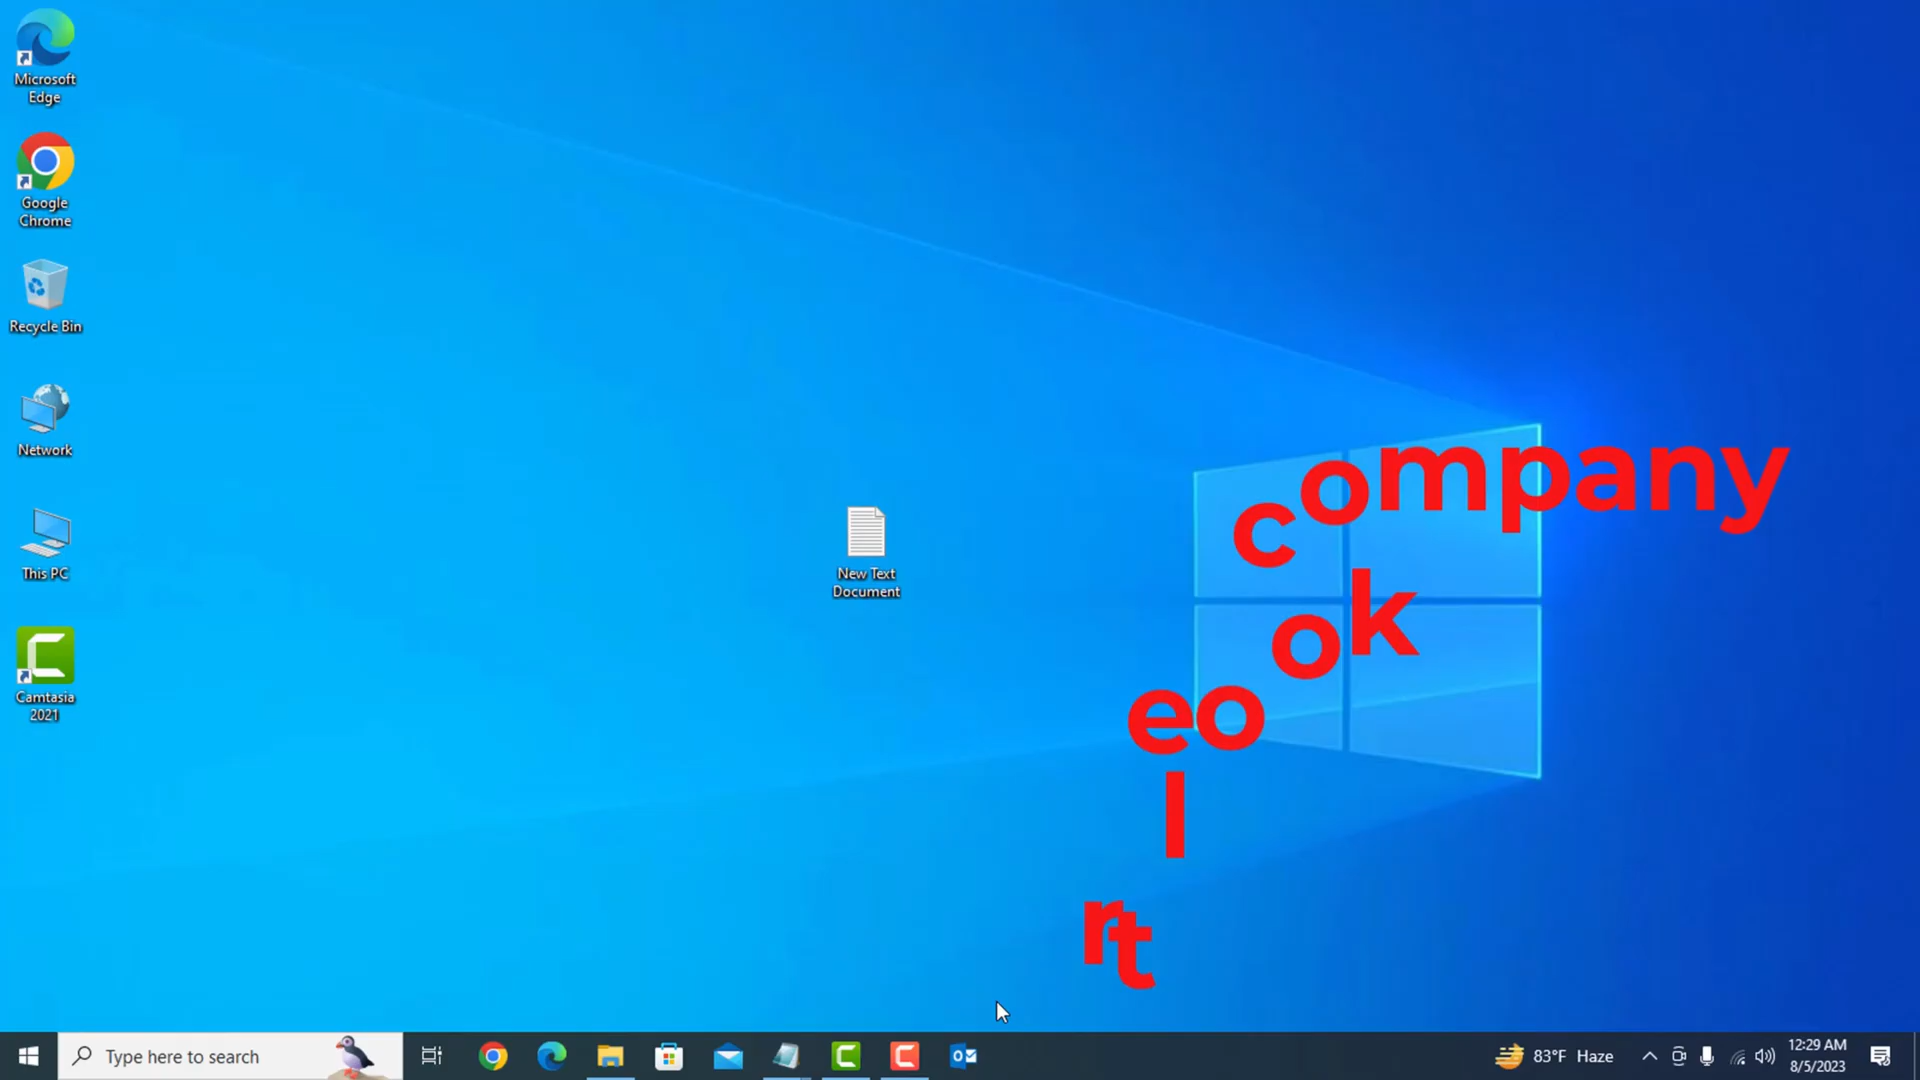 Microsoft
Edge
Google
Chrome
Recycle Bin
Network
This PC
Camtasia
2021
New Text
Document
company
ok
eo
l
rt
Type here to search
83°F Haze
12:29 AM
8/5/2023